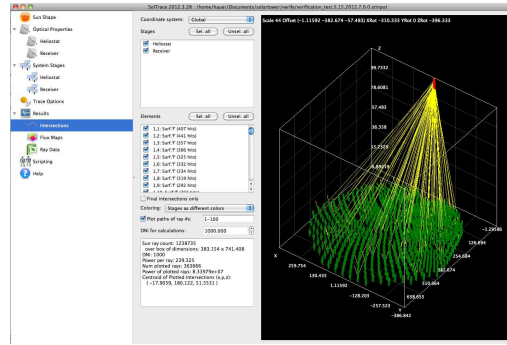 SolTrace 2012.3.28 : /home/hauer/Documents/solartower/verify/verification_text.5.15.2012.7.0.0.stinput
Sun Shape
Optical Properties
Heliostat
Receiver
System Stages
Heliostat
Receiver
Trace Options
Results
Intersections
Flux Maps
Ray Data
Scripting
Help
Coordinate system: Global
Stages Sel. all Unsel. all
Heliostat
Receiver
Elements Sel. all Unsel. all
1,1: Surf:'f' (407 hits)
1,2: Surf:'f' (441 hits)
1,3: Surf:'f' (357 hits)
1,4: Surf:'f' (366 hits)
1,5: Surf:'f' (325 hits)
1,6: Surf:'f' (332 hits)
1,7: Surf:'f' (334 hits)
1,8: Surf:'f' (319 hits)
1,9: Surf:'f' (292 hits)
Final intersections only
Coloring: Stages as different colors
Plot paths of ray #s: 1-100
DNI for calculations: 1000.000
Sun ray count: 1238735
over box of dimensions: 383.154 x 741.408
DNI: 1000
Power per ray: 229.325
Num plotted rays: 363666
Power of plotted rays: 8.33979e+07
Centroid of Plotted Intersections (x,y,z):
( -17.9059, 180.122, 51.5531 )
Scale 44 Offset (-1.11592 -382.674 -57.483) XRot -310.333 YRot 0 ZRot -396.333
Z
99.7332
78.6081
57.483
36.358
15.2329
-1.29586
126.694
254.684
382.674
510.664
638.655
X
259.754
130.435
1.11592
-128.203
-257.523
Y
-386.842